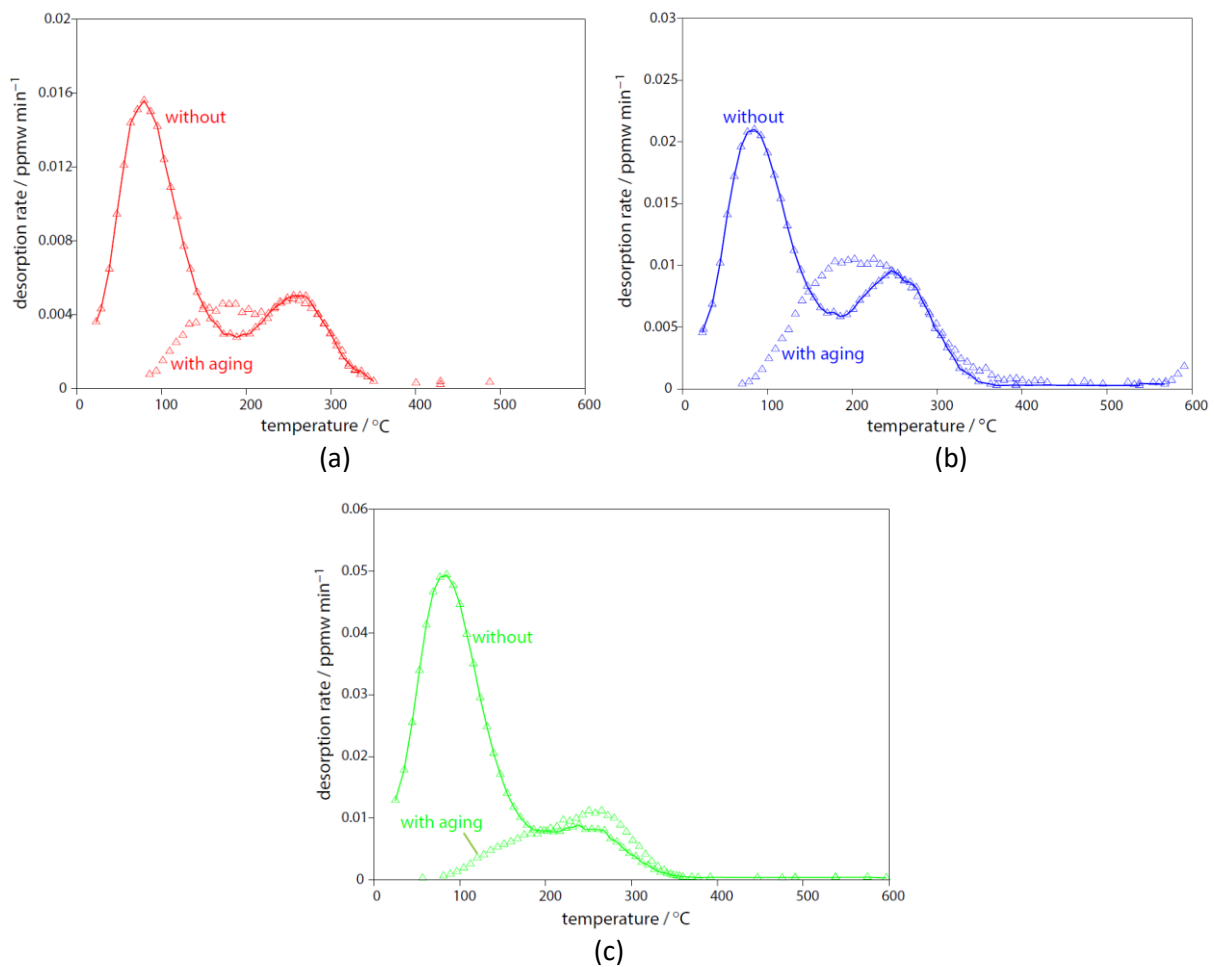 0.02
0.016
0.012
0.008
0.004
0
desorption rate / ppmw min⁻¹
without
with aging
0 100 200 300 400 500 600
temperature / °C
(a)
0.03
0.025
0.02
0.015
0.01
0.005
0
desorption rate / ppmw min⁻¹
without
with aging
0 100 200 300 400 500 600
temperature / °C
(b)
0.06
0.05
0.04
0.03
0.02
0.01
0
desorption rate / ppmw min⁻¹
without
with aging
0 100 200 300 400 500 600
temperature / °C
(c)